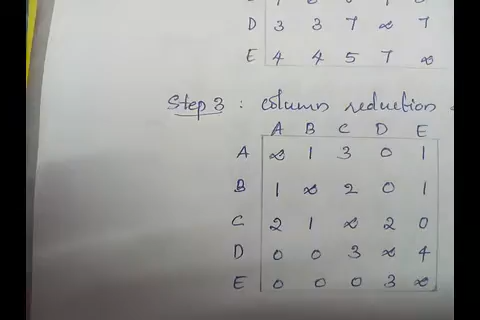 D 3 3 7 ∞ 7
E 4 4 5 7 ∞
Step 3 : column reduction
A B C D E
A ∞ 1 3 0 1
B 1 ∞ 2 0 1
C 2 1 ∞ 2 0
D 0 0 3 ∞ 4
E 0 0 0 3 ∞